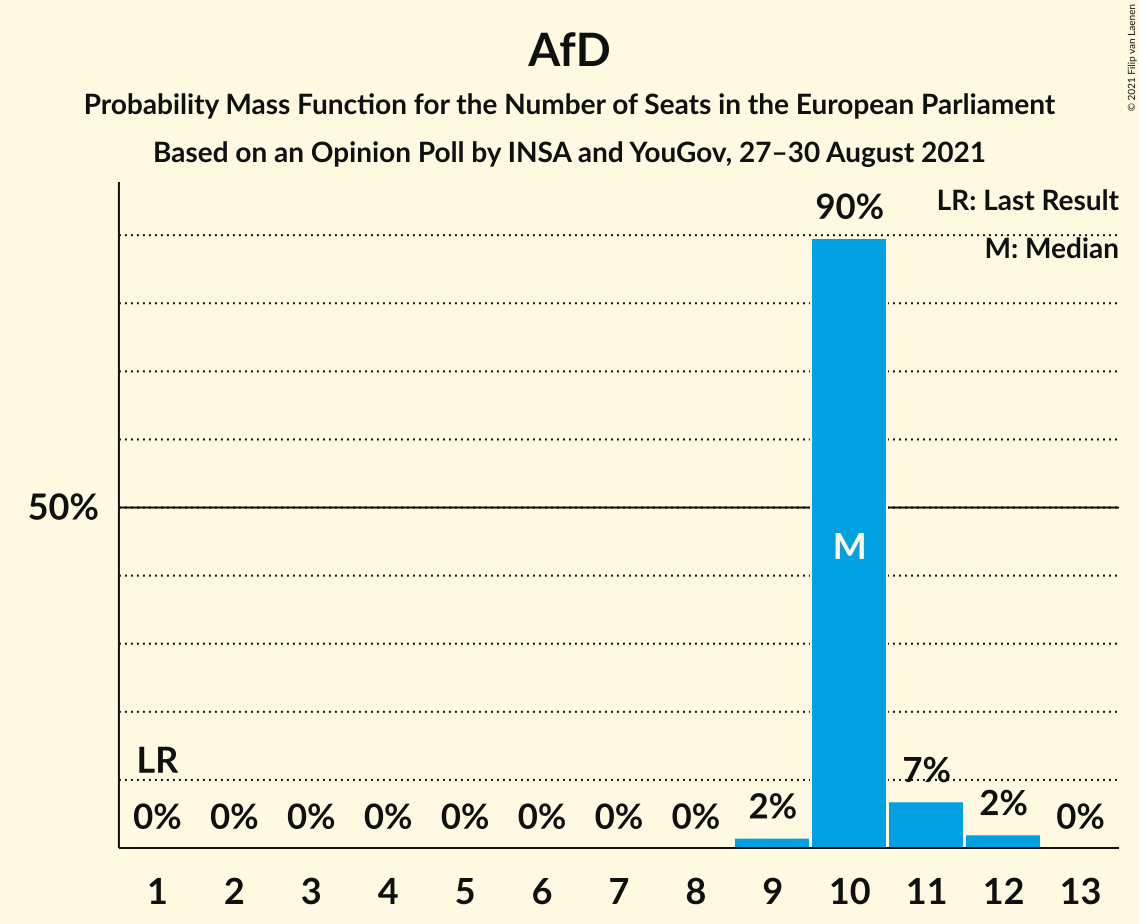 AfD
Probability Mass Function for the Number of Seats in the European Parliament
Based on an Opinion Poll by INSA and YouGov, 27–30 August 2021
© 2021 Filip van Laenen
LR: Last Result
M: Median
90%
50%
M
LR
7%
0% 0% 0% 0% 0% 0% 0% 0% 2% 2% 0%
1 2 3 4 5 6 7 8 9 10 11 12 13